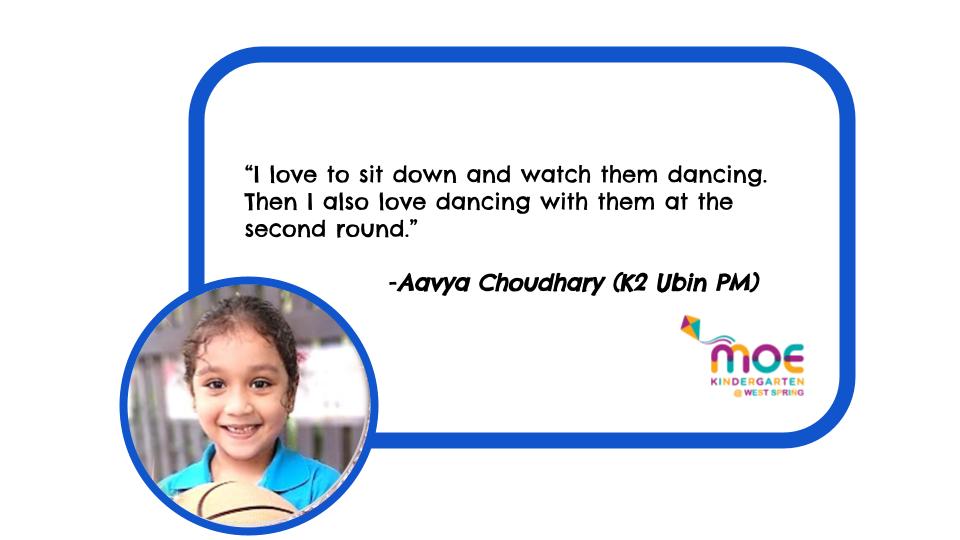 “I love to sit down and watch them dancing.
Then I also love dancing with them at the
second round.”
-Aavya Choudhary (K2 Ubin PM)
moe
KINDERGARTEN
@ WEST SPRING